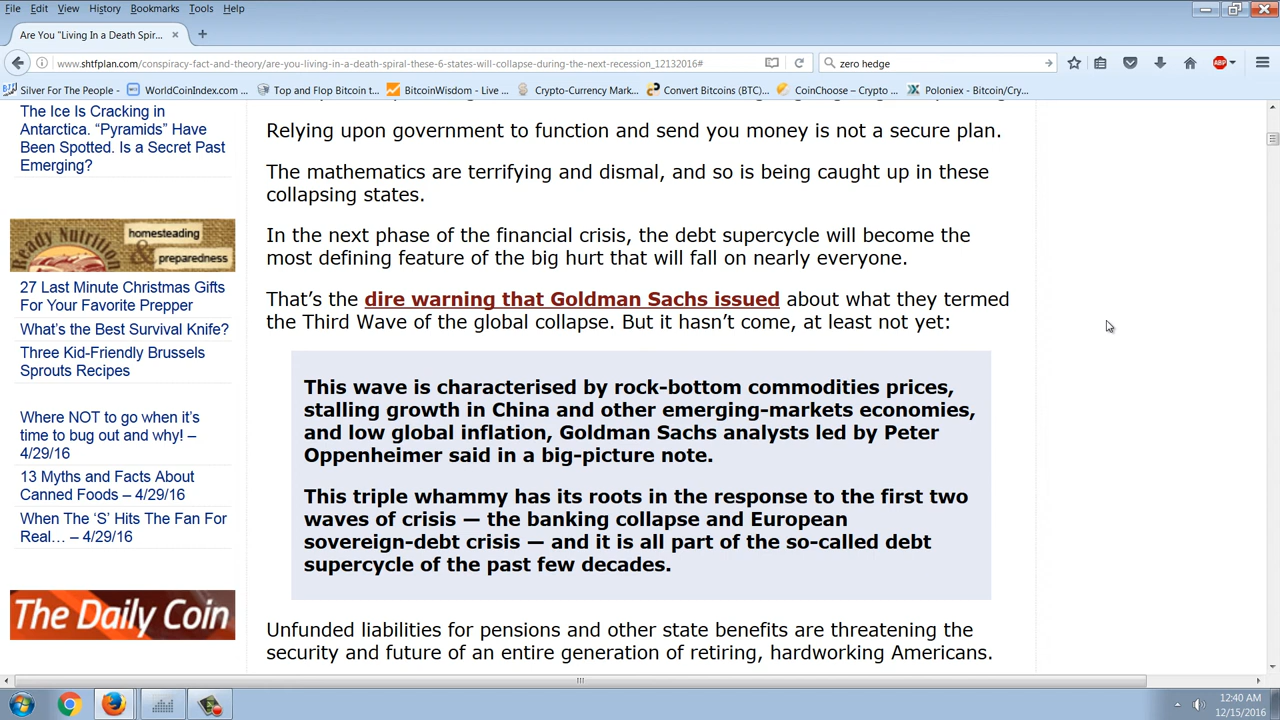 File Edit View History Bookmarks Tools Help
Are You "Living In a Death Spir...
www.shtfplan.com/conspiracy-fact-and-theory/are-you-living-in-a-death-spiral-these-6-states-will-collapse-during-the-next-recession_12132016#
zero hedge
ABP
Silver For The People - WorldCoinIndex.com ... Top and Flop Bitcoin t... BitcoinWisdom - Live ... Crypto-Currency Mark... Convert Bitcoins (BTC)... CoinChoose – Crypto ... Poloniex - Bitcoin/Cry...
The Ice Is Cracking in
Antarctica. “Pyramids” Have
Been Spotted. Is a Secret Past
Emerging?
Ready Nutrition
homesteading
&
preparedness
27 Last Minute Christmas Gifts
For Your Favorite Prepper
What’s the Best Survival Knife?
Three Kid-Friendly Brussels
Sprouts Recipes
Where NOT to go when it’s
time to bug out and why! –
4/29/16
13 Myths and Facts About
Canned Foods – 4/29/16
When The ‘S’ Hits The Fan For
Real… – 4/29/16
The Daily Coin
Relying upon government to function and send you money is not a secure plan.
The mathematics are terrifying and dismal, and so is being caught up in these
collapsing states.
In the next phase of the financial crisis, the debt supercycle will become the
most defining feature of the big hurt that will fall on nearly everyone.
That’s the dire warning that Goldman Sachs issued about what they termed
the Third Wave of the global collapse. But it hasn’t come, at least not yet:
This wave is characterised by rock-bottom commodities prices,
stalling growth in China and other emerging-markets economies,
and low global inflation, Goldman Sachs analysts led by Peter
Oppenheimer said in a big-picture note.
This triple whammy has its roots in the response to the first two
waves of crisis — the banking collapse and European
sovereign-debt crisis — and it is all part of the so-called debt
supercycle of the past few decades.
Unfunded liabilities for pensions and other state benefits are threatening the
security and future of an entire generation of retiring, hardworking Americans.
12:40 AM
12/15/2016